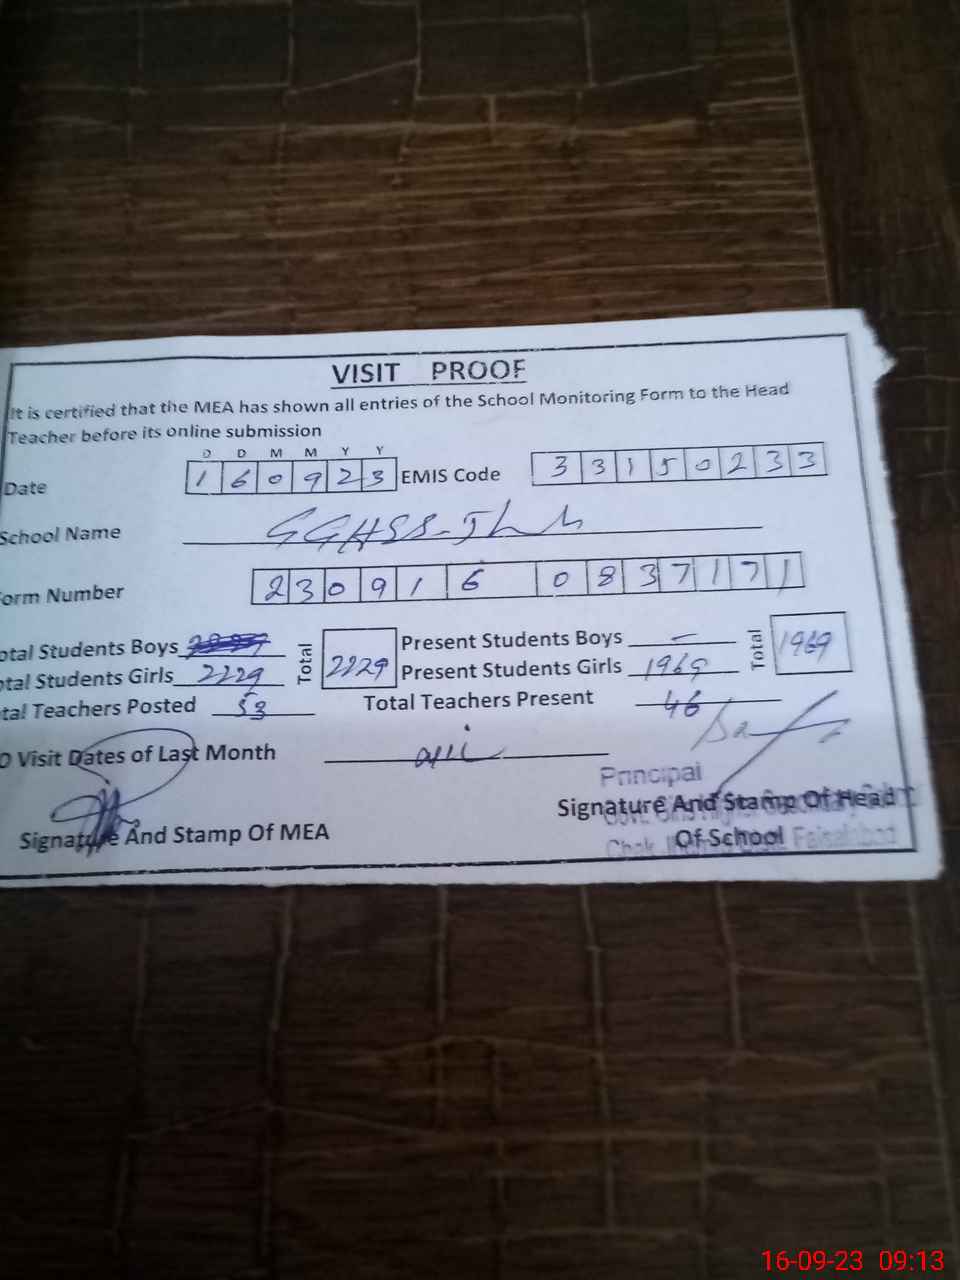 VISIT PROOF
It is certified that the MEA has shown all entries of the School Monitoring Form to the Head
Teacher before its online submission
D D M M Y Y
Date 1 6 0 9 2 3 EMIS Code 3 3 1 5 0 2 3 3
School Name GGHSS
orm Number 2 3 0 9 1 6 0 8 3 7 1 7 1
otal Students Boys Total 2229 Present Students Boys - Total 1969
otal Students Girls 2229 Present Students Girls 1969
tal Teachers Posted 53 Total Teachers Present 46
O Visit Dates of Last Month
Principal
Signature And Stamp Of MEA Signature And Stamp Of Head
Of School Faisalabad
16-09-23 09:13